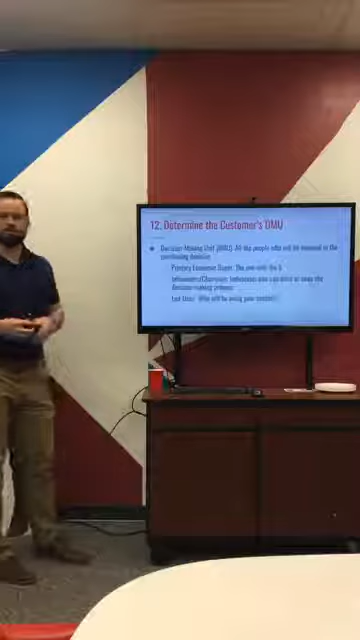 12. Determine the Customer's DMU
Decision Making Unit (DMU): All the people who will be involved in the
purchasing decision
Primary Economic Buyer: The one with the $
Influencers/Champion: Individuals who can block or sway the
decision-making process
End User: Who will be using your product